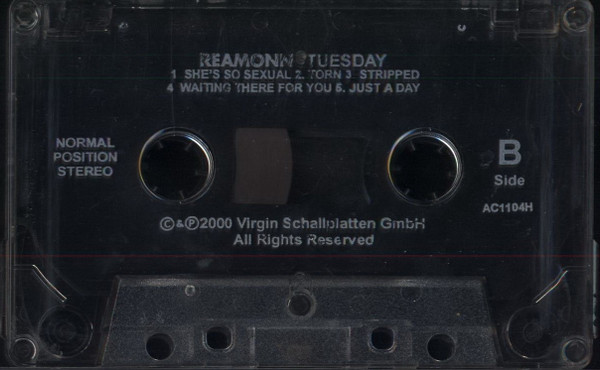 REAMONN TUESDAY
1 SHE'S SO SEXUAL 2. TORN 3 STRIPPED
4 WAITING THERE FOR YOU 5. JUST A DAY
NORMAL
POSITION
STEREO
B
Side
AC1104H
©&℗2000 Virgin Schallplatten GmbH
All Rights Reserved